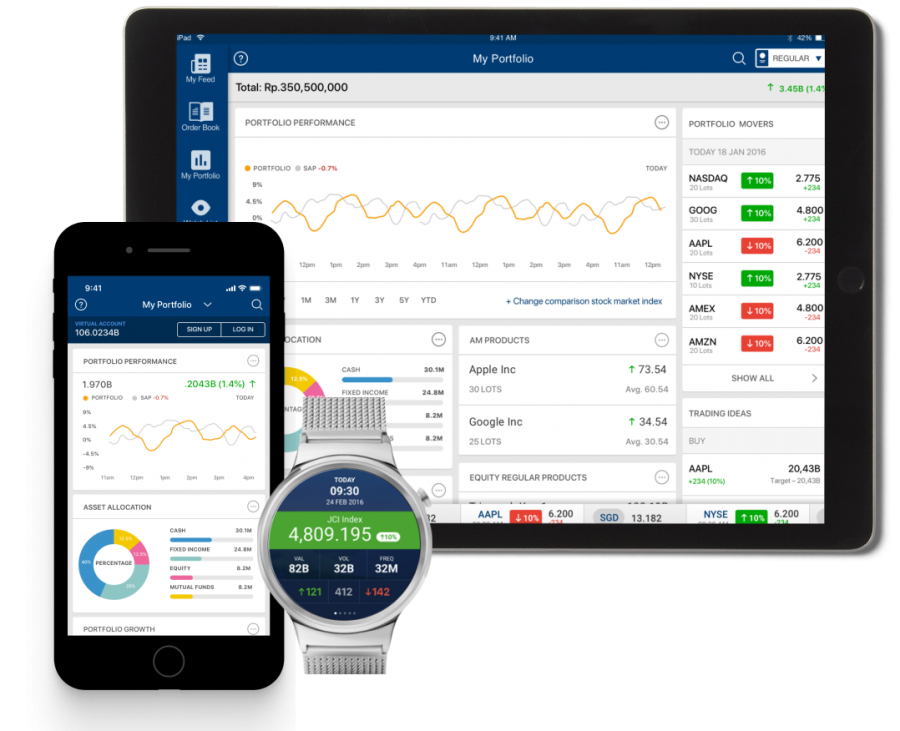 iPad 9:41 AM 42%
My Portfolio REGULAR
My Feed
Order Book
My Portfolio
Total: Rp.350,500,000 3.45B (1.4%
PORTFOLIO PERFORMANCE
PORTFOLIO SAP -0.7% TODAY
9%
4.5%
0%
12pm 1pm 2pm 3pm 4pm 11am 12pm 1pm 2pm 3pm 4pm 11am 12pm
1M 3M 1Y 3Y 5Y YTD + Change comparison stock market index
PORTFOLIO MOVERS
TODAY 18 JAN 2016
NASDAQ ↑10% 2.775
20 Lots +234
GOOG ↑10% 4.800
30 Lots +234
AAPL ↓10% 6.200
20 Lots -234
NYSE ↑10% 2.775
10 Lots +234
AMEX ↓10% 4.800
20 Lots -234
AMZN ↓10% 6.200
20 Lots -234
SHOW ALL
TRADING IDEAS
BUY
AAPL 20,43B
+234 (10%) Target – 20,43B
OCATION
12.5%
CASH 30.1M
FIXED INCOME 24.8M
8.2M
8.2M
AM PRODUCTS
Apple Inc ↑ 73.54
30 LOTS Avg. 60.54
Google Inc ↑ 34.54
25 LOTS Avg. 30.54
EQUITY REGULAR PRODUCTS
AAPL ↓10% 6.200 SGD 13.182 NYSE ↑10% 6.200
-234
9:41
My Portfolio
VIRTUAL ACCOUNT
106.0234B SIGN UP LOG IN
PORTFOLIO PERFORMANCE
1.970B .2043B (1.4%) ↑
PORTFOLIO SAP -0.7% TODAY
9%
4.5%
0%
-4.5%
-9%
11am 12pm 1pm 2pm 3pm 4pm
ASSET ALLOCATION
PERCENTAGE
12.5%
12.5%
CASH 30.1M
FIXED INCOME 24.8M
EQUITY 8.2M
MUTUAL FUNDS 8.2M
PORTFOLIO GROWTH
TODAY
09:30
24 FEB 2016
JCI Index
4,809.195 ↑10%
VAL VOL FREQ
82B 32B 32M
↑121 412 ↓142